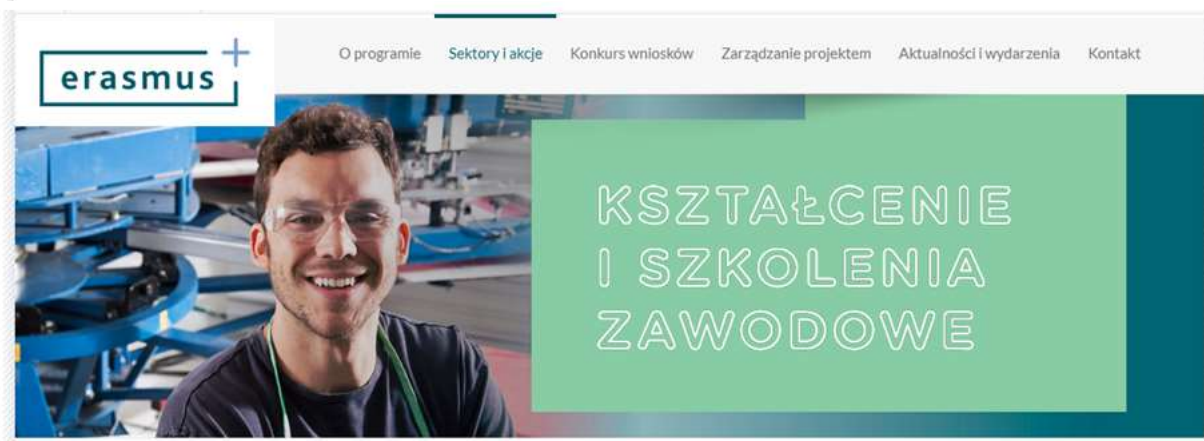 erasmus+
O programie Sektory i akcje Konkurs wniosków Zarządzanie projektem Aktualności i wydarzenia Kontakt
KSZTAŁCENIE
I SZKOLENIA
ZAWODOWE